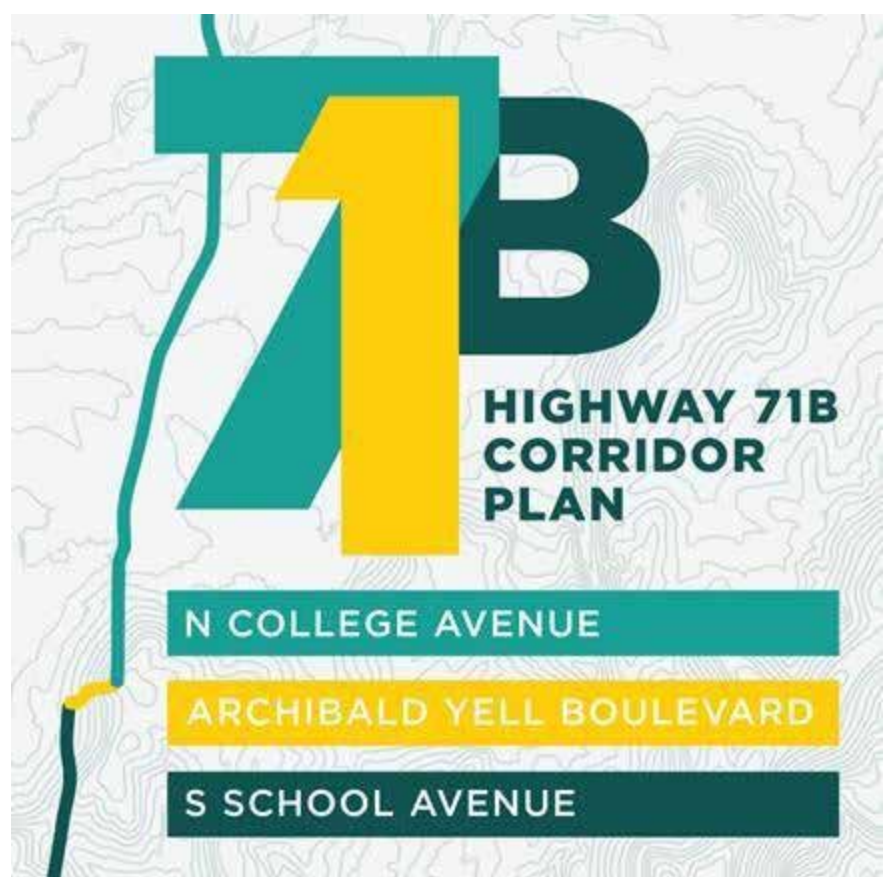 71B
HIGHWAY 71B
CORRIDOR
PLAN
N COLLEGE AVENUE
ARCHIBALD YELL BOULEVARD
S SCHOOL AVENUE